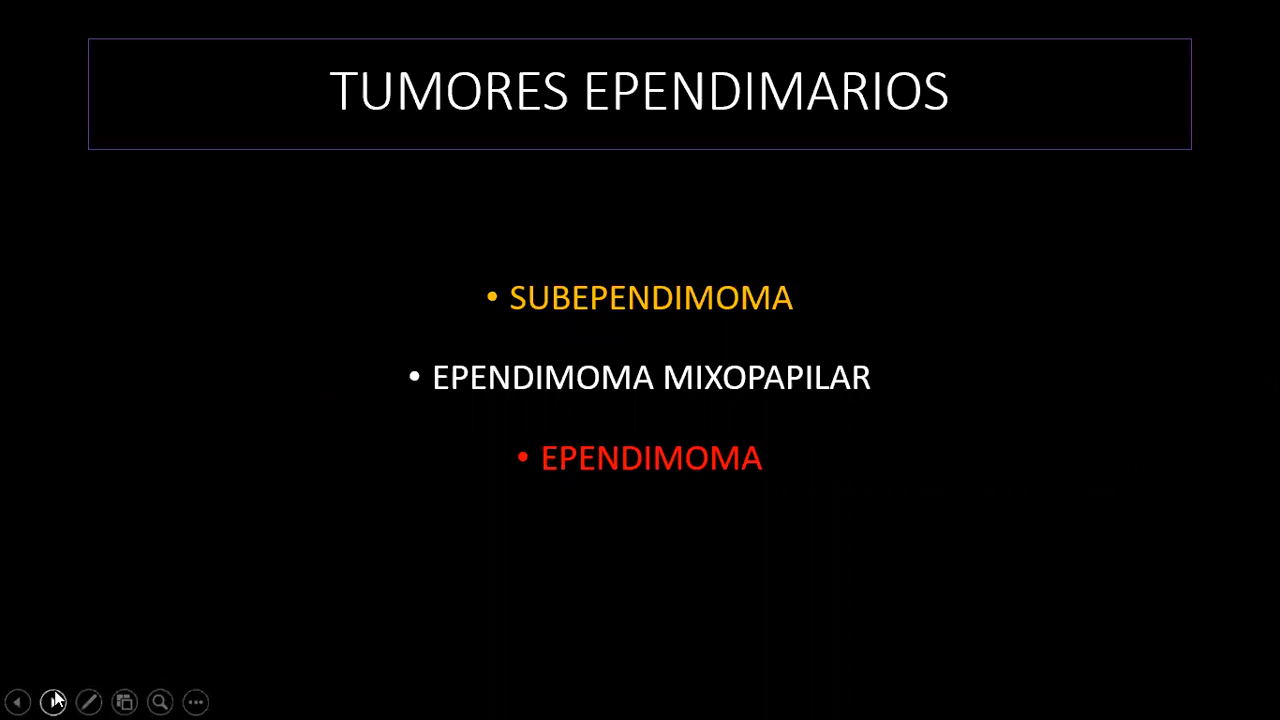 TUMORES EPENDIMARIOS
• SUBEPENDIMOMA
• EPENDIMOMA MIXOPAPILAR
• EPENDIMOMA